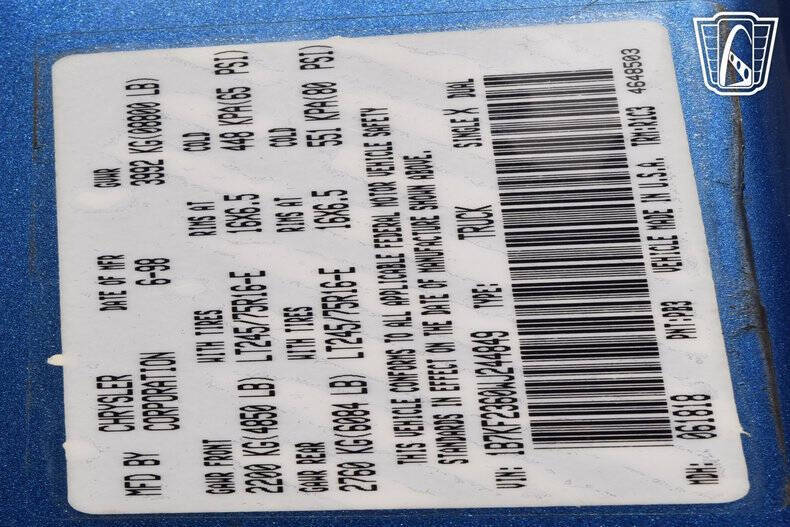 MFD BY CHRYSLER CORPORATION DATE OF MFR 6-98 GVWR 3992 KG(08800 LB)
GAWR FRONT 2200 KG(4850 LB) WITH TIRES LT245/75R16-E RIMS AT 16X6.5 COLD 448 KPA(65 PSI)
GAWR REAR 2760 KG(6084 LB) WITH TIRES LT245/75R16-E RIMS AT 16X6.5 COLD 551 KPA(80 PSI)
THIS VEHICLE CONFORMS TO ALL APPLICABLE FEDERAL MOTOR VEHICLE SAFETY
STANDARDS IN EFFECT ON THE DATE OF MANUFACTURE SHOWN ABOVE.
VIN: 1B7KF2360WJ244949 TYPE: TRUCK SINGLE X DUAL
MDH: 061818 PNT:PB3 VEHICLE MADE IN U.S.A. 4648503